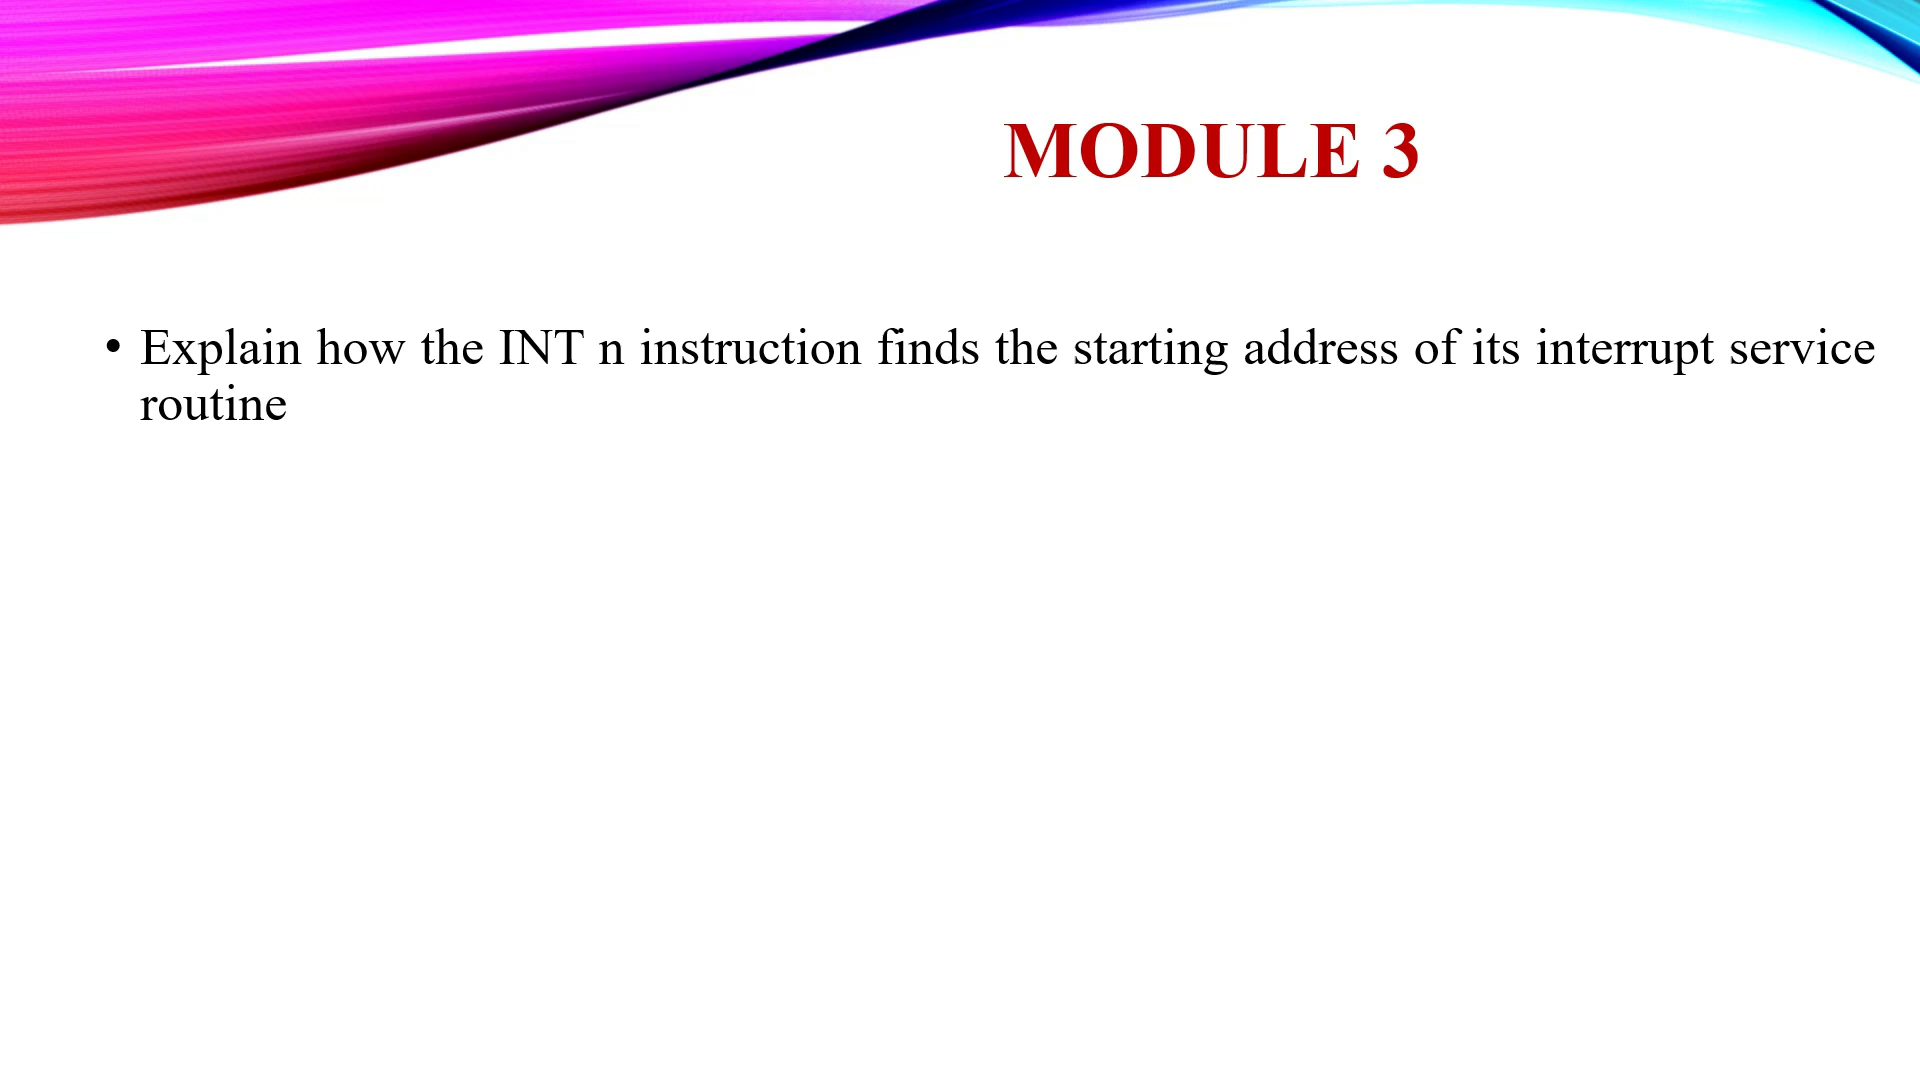 MODULE 3
• Explain how the INT n instruction finds the starting address of its interrupt service
routine